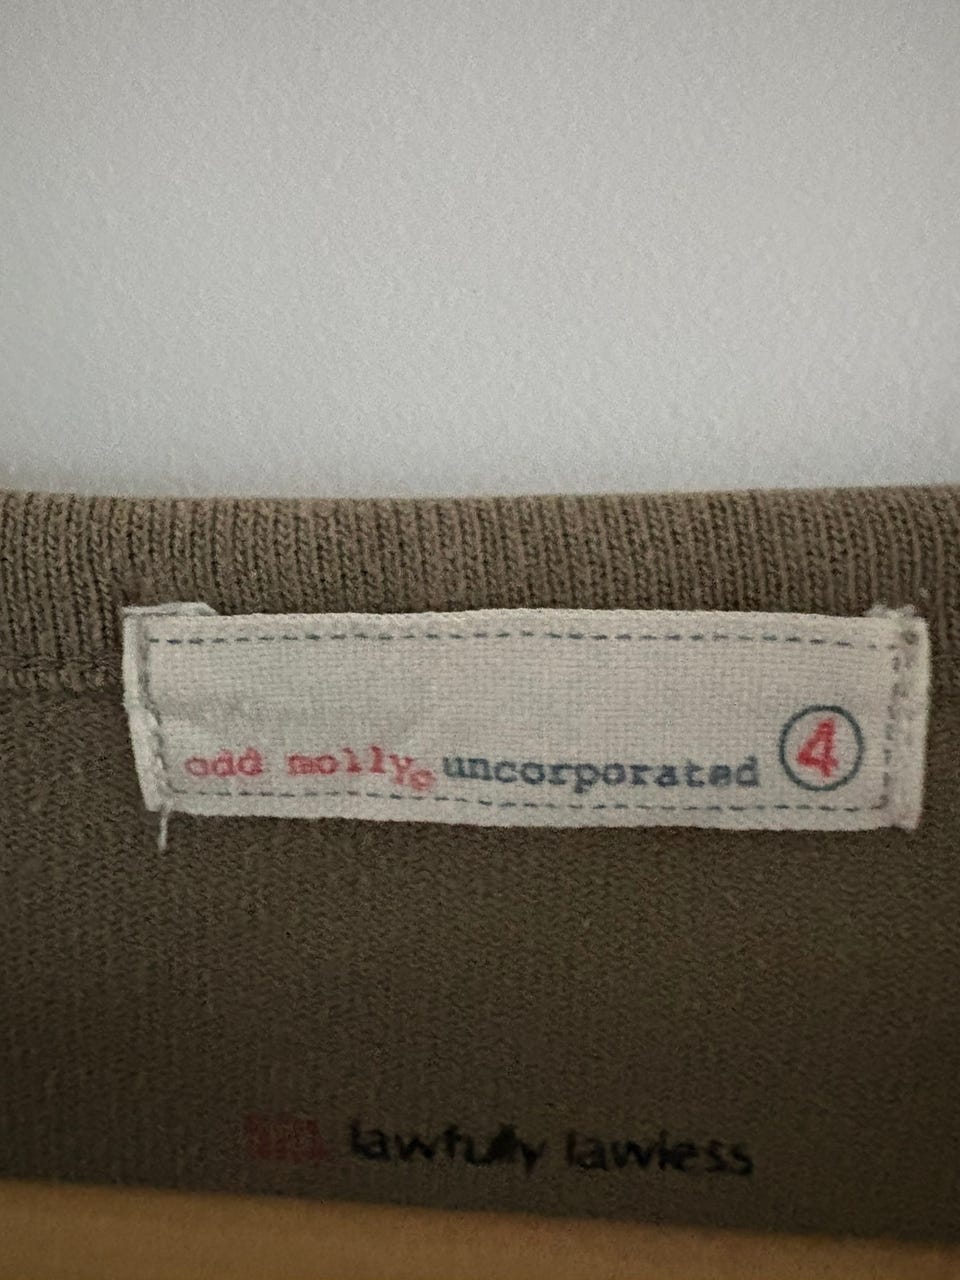 odd molly© uncorporated 4
lawfully lawless